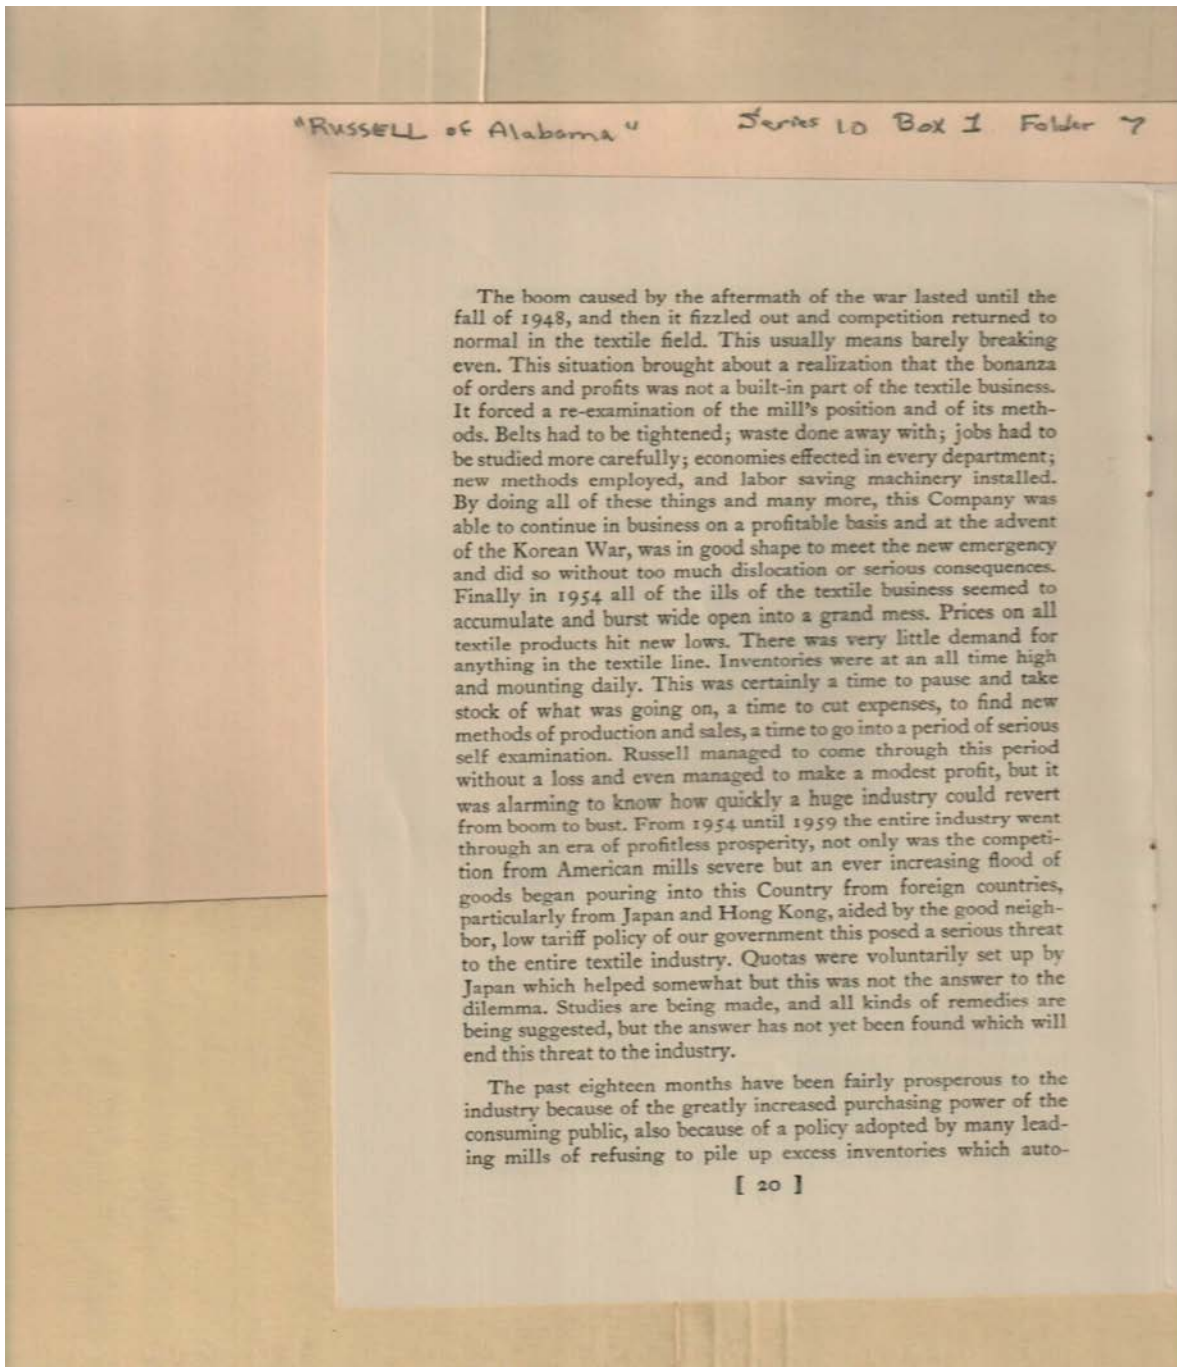 "RUSSELL of Alabama" Series 10 Box 1 Folder 7
The boom caused by the aftermath of the war lasted until the
fall of 1948, and then it fizzled out and competition returned to
normal in the textile field. This usually means barely breaking
even. This situation brought about a realization that the bonanza
of orders and profits was not a built-in part of the textile business.
It forced a re-examination of the mill's position and of its meth-
ods. Belts had to be tightened; waste done away with; jobs had to
be studied more carefully; economies effected in every department;
new methods employed, and labor saving machinery installed.
By doing all of these things and many more, this Company was
able to continue in business on a profitable basis and at the advent
of the Korean War, was in good shape to meet the new emergency
and did so without too much dislocation or serious consequences.
Finally in 1954 all of the ills of the textile business seemed to
accumulate and burst wide open into a grand mess. Prices on all
textile products hit new lows. There was very little demand for
anything in the textile line. Inventories were at an all time high
and mounting daily. This was certainly a time to pause and take
stock of what was going on, a time to cut expenses, to find new
methods of production and sales, a time to go into a period of serious
self examination. Russell managed to come through this period
without a loss and even managed to make a modest profit, but it
was alarming to know how quickly a huge industry could revert
from boom to bust. From 1954 until 1959 the entire industry went
through an era of profitless prosperity, not only was the competi-
tion from American mills severe but an ever increasing flood of
goods began pouring into this Country from foreign countries,
particularly from Japan and Hong Kong, aided by the good neigh-
bor, low tariff policy of our government this posed a serious threat
to the entire textile industry. Quotas were voluntarily set up by
Japan which helped somewhat but this was not the answer to the
dilemma. Studies are being made, and all kinds of remedies are
being suggested, but the answer has not yet been found which will
end this threat to the industry.
The past eighteen months have been fairly prosperous to the
industry because of the greatly increased purchasing power of the
consuming public, also because of a policy adopted by many lead-
ing mills of refusing to pile up excess inventories which auto-
[ 20 ]